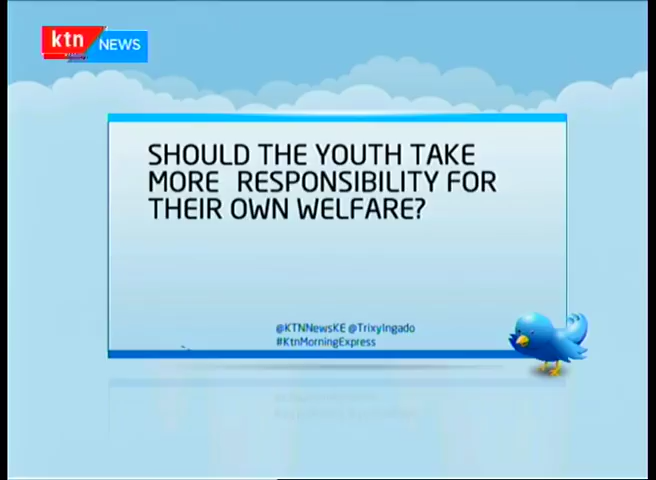 ktn NEWS
SHOULD THE YOUTH TAKE
MORE RESPONSIBILITY FOR
THEIR OWN WELFARE?
@KTNNewsKE @TrixyIngado
#KtnMorningExpress